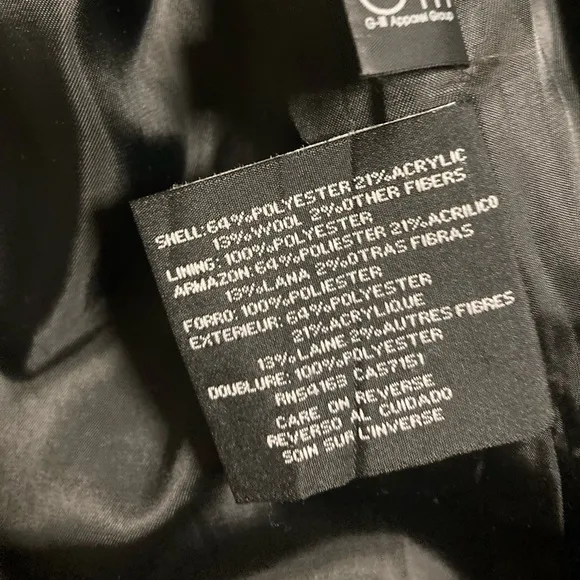 G-III Apparel Group
SHELL: 64%POLYESTER 21%ACRYLIC
13%WOOL 2%OTHER FIBERS
LINING: 100%POLYESTER
ARMAZON: 64%POLIESTER 21%ACRILICO
13%LANA 2%OTRAS FIBRAS
FORRO: 100%POLIESTER
EXTERIEUR: 64%POLYESTER
21%ACRYLIQUE
13%LAINE 2%AUTRES FIBRES
DOUBLURE: 100%POLYESTER
RN54163 CA57151
CARE ON REVERSE
REVERSO AL CUIDADO
SOIN SUR L'INVERSE